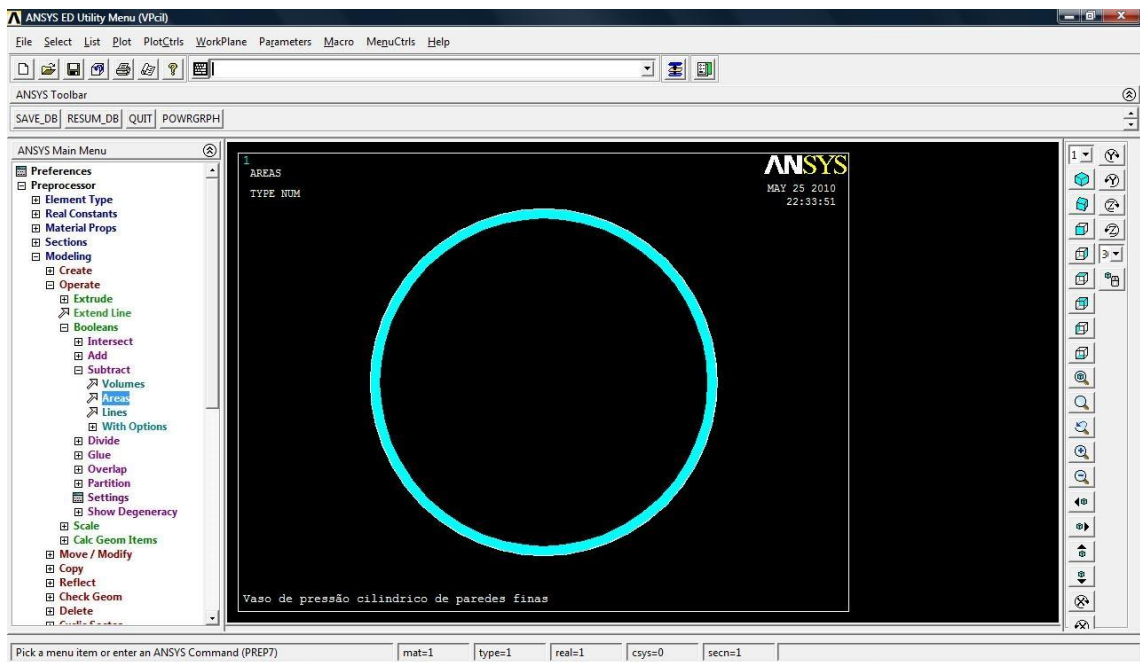 ANSYS ED Utility Menu (VPcil)
File Select List Plot PlotCtrls WorkPlane Parameters Macro MenuCtrls Help
ANSYS Toolbar
SAVE_DB RESUM_DB QUIT POWRGRPH
ANSYS Main Menu
Preferences
Preprocessor
Element Type
Real Constants
Material Props
Sections
Modeling
Create
Operate
Extrude
Extend Line
Booleans
Intersect
Add
Subtract
Volumes
Areas
Lines
With Options
Divide
Glue
Overlap
Partition
Settings
Show Degeneracy
Scale
Calc Geom Items
Move / Modify
Copy
Reflect
Check Geom
Delete
1
AREAS
TYPE NUM
ANSYS
MAY 25 2010
22:33:51
Vaso de pressão cilindrico de paredes finas
1
3
Pick a menu item or enter an ANSYS Command (PREP7) mat=1 type=1 real=1 csys=0 secn=1